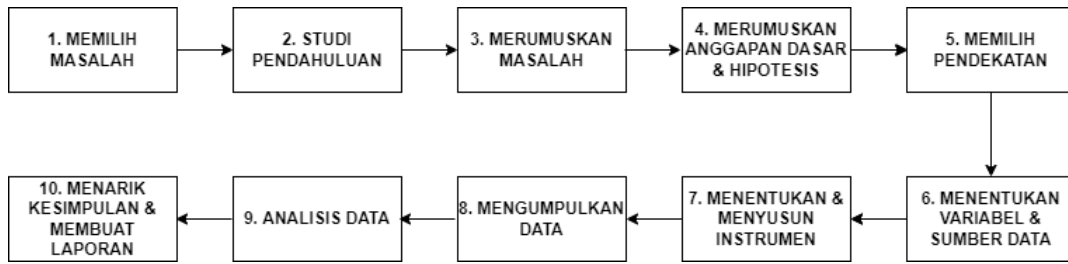 1. MEMILIH
MASALAH
2. STUDI
PENDAHULUAN
3. MERUMUSKAN
MASALAH
4. MERUMUSKAN
ANGGAPAN DASAR
& HIPOTESIS
5. MEMILIH
PENDEKATAN
6. MENENTUKAN
VARIABEL &
SUMBER DATA
7. MENENTUKAN &
MENYUSUN
INSTRUMEN
8. MENGUMPULKAN
DATA
9. ANALISIS DATA
10. MENARIK
KESIMPULAN &
MEMBUAT
LAPORAN